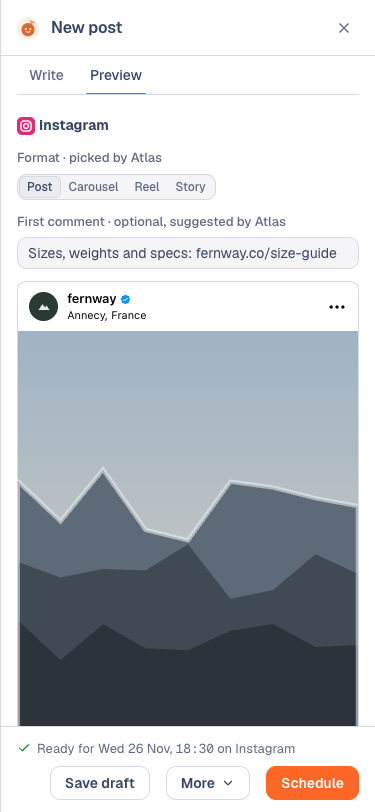 New post
Write Preview
Instagram
Format · picked by Atlas
Post Carousel Reel Story
First comment · optional, suggested by Atlas
Sizes, weights and specs: fernway.co/size-guide
fernway
Annecy, France
Ready for Wed 26 Nov, 18:30 on Instagram
Save draft More Schedule